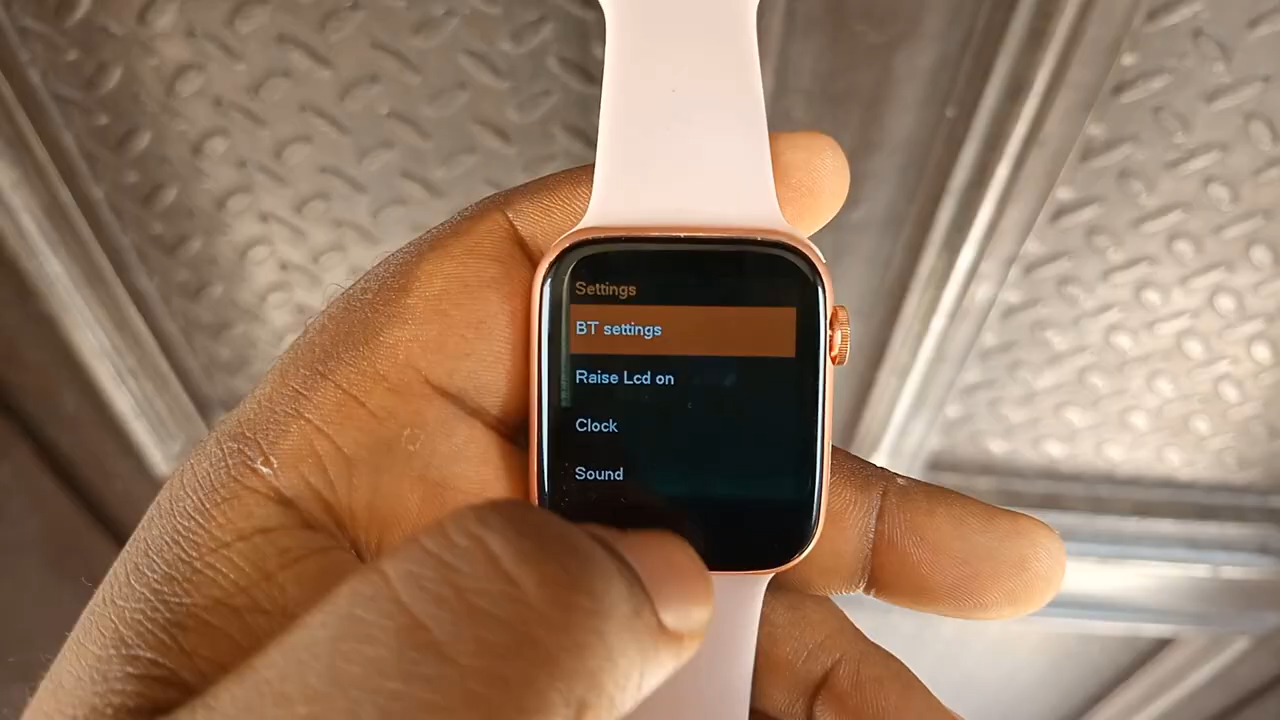 Settings
BT settings
Raise Lcd on
Clock
Sound